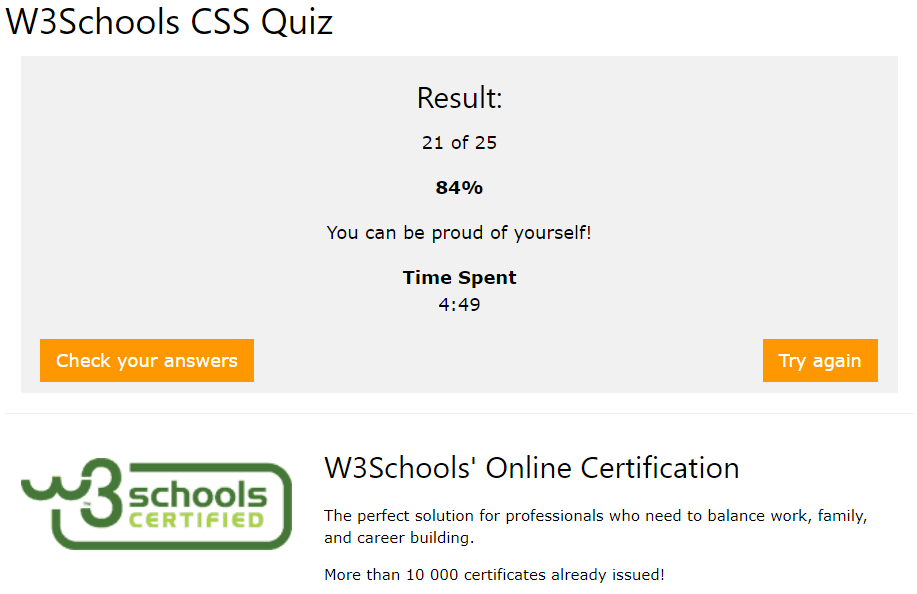 W3Schools CSS Quiz
Result:
21 of 25
84%
You can be proud of yourself!
Time Spent
4:49
Check your answers
Try again
w3schools
CERTIFIED
W3Schools' Online Certification
The perfect solution for professionals who need to balance work, family,
and career building.
More than 10 000 certificates already issued!